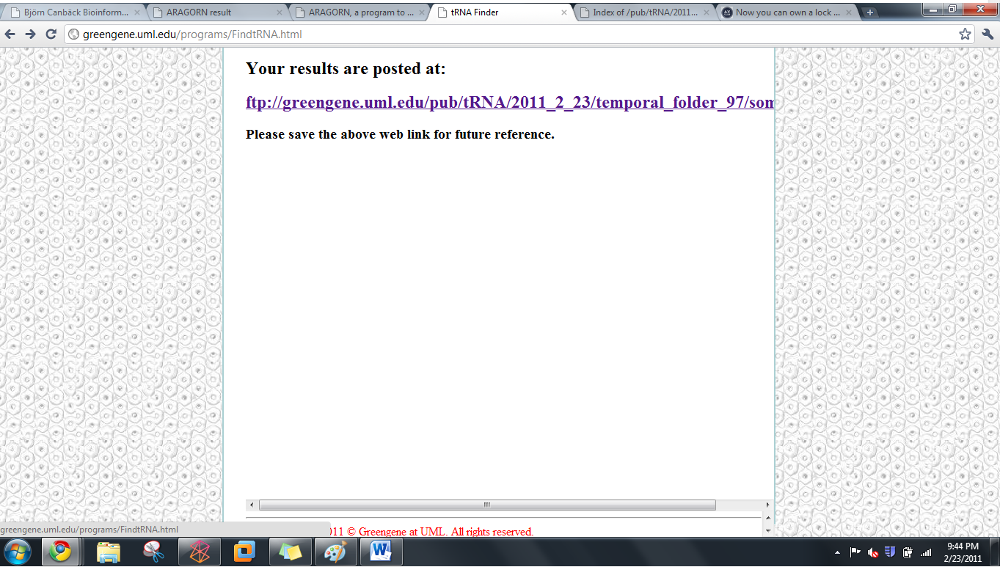 Björn Canbäck Bioinform...
ARAGORN result
ARAGORN, a program to ...
tRNA Finder
Index of /pub/tRNA/2011...
Now you can own a lock ...
greengene.uml.edu/programs/FindtRNA.html
Your results are posted at:
ftp://greengene.uml.edu/pub/tRNA/2011_2_23/temporal_folder_97/som
Please save the above web link for future reference.
greengene.uml.edu/programs/FindtRNA.html
011 © Greengene at UML. All rights reserved.
9:44 PM
2/23/2011